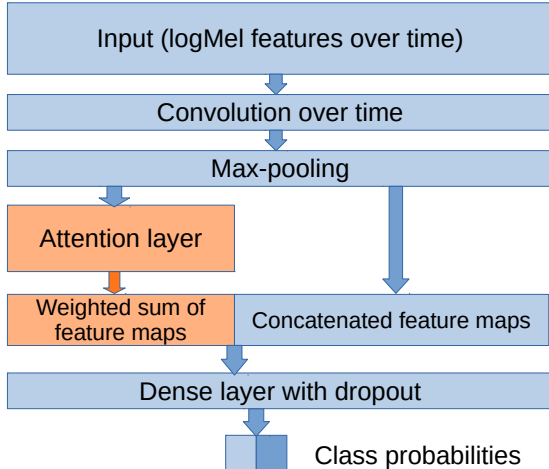 Input (logMel features over time)
Convolution over time
Max-pooling
Attention layer
Weighted sum of
feature maps
Concatenated feature maps
Dense layer with dropout
Class probabilities